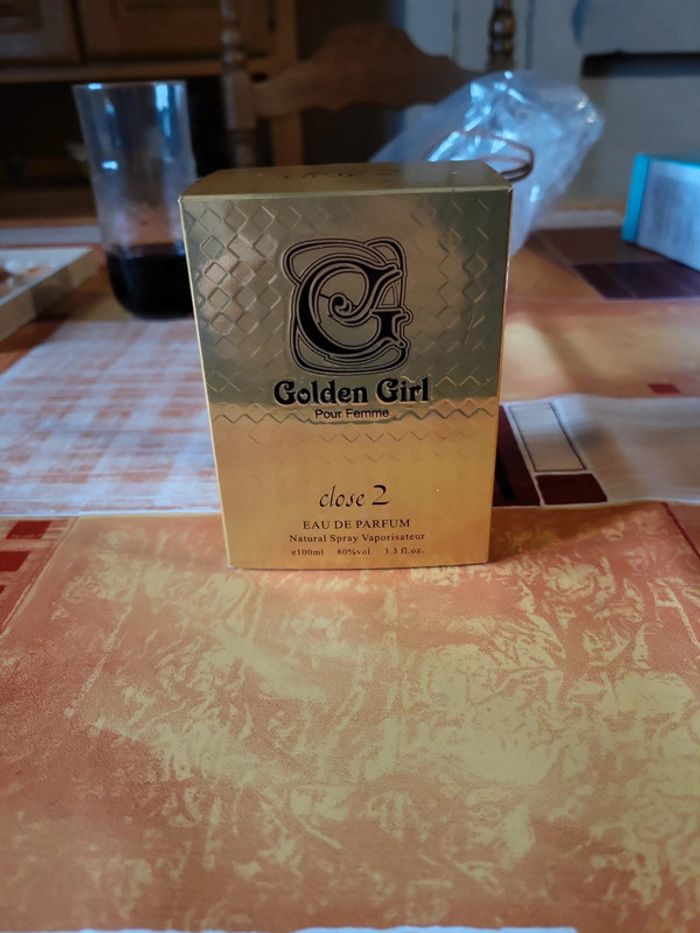 G
Golden Girl
Pour Femme
close 2
EAU DE PARFUM
Natural Spray Vaporisateur
e100ml 80%vol. 3.3 fl.oz.